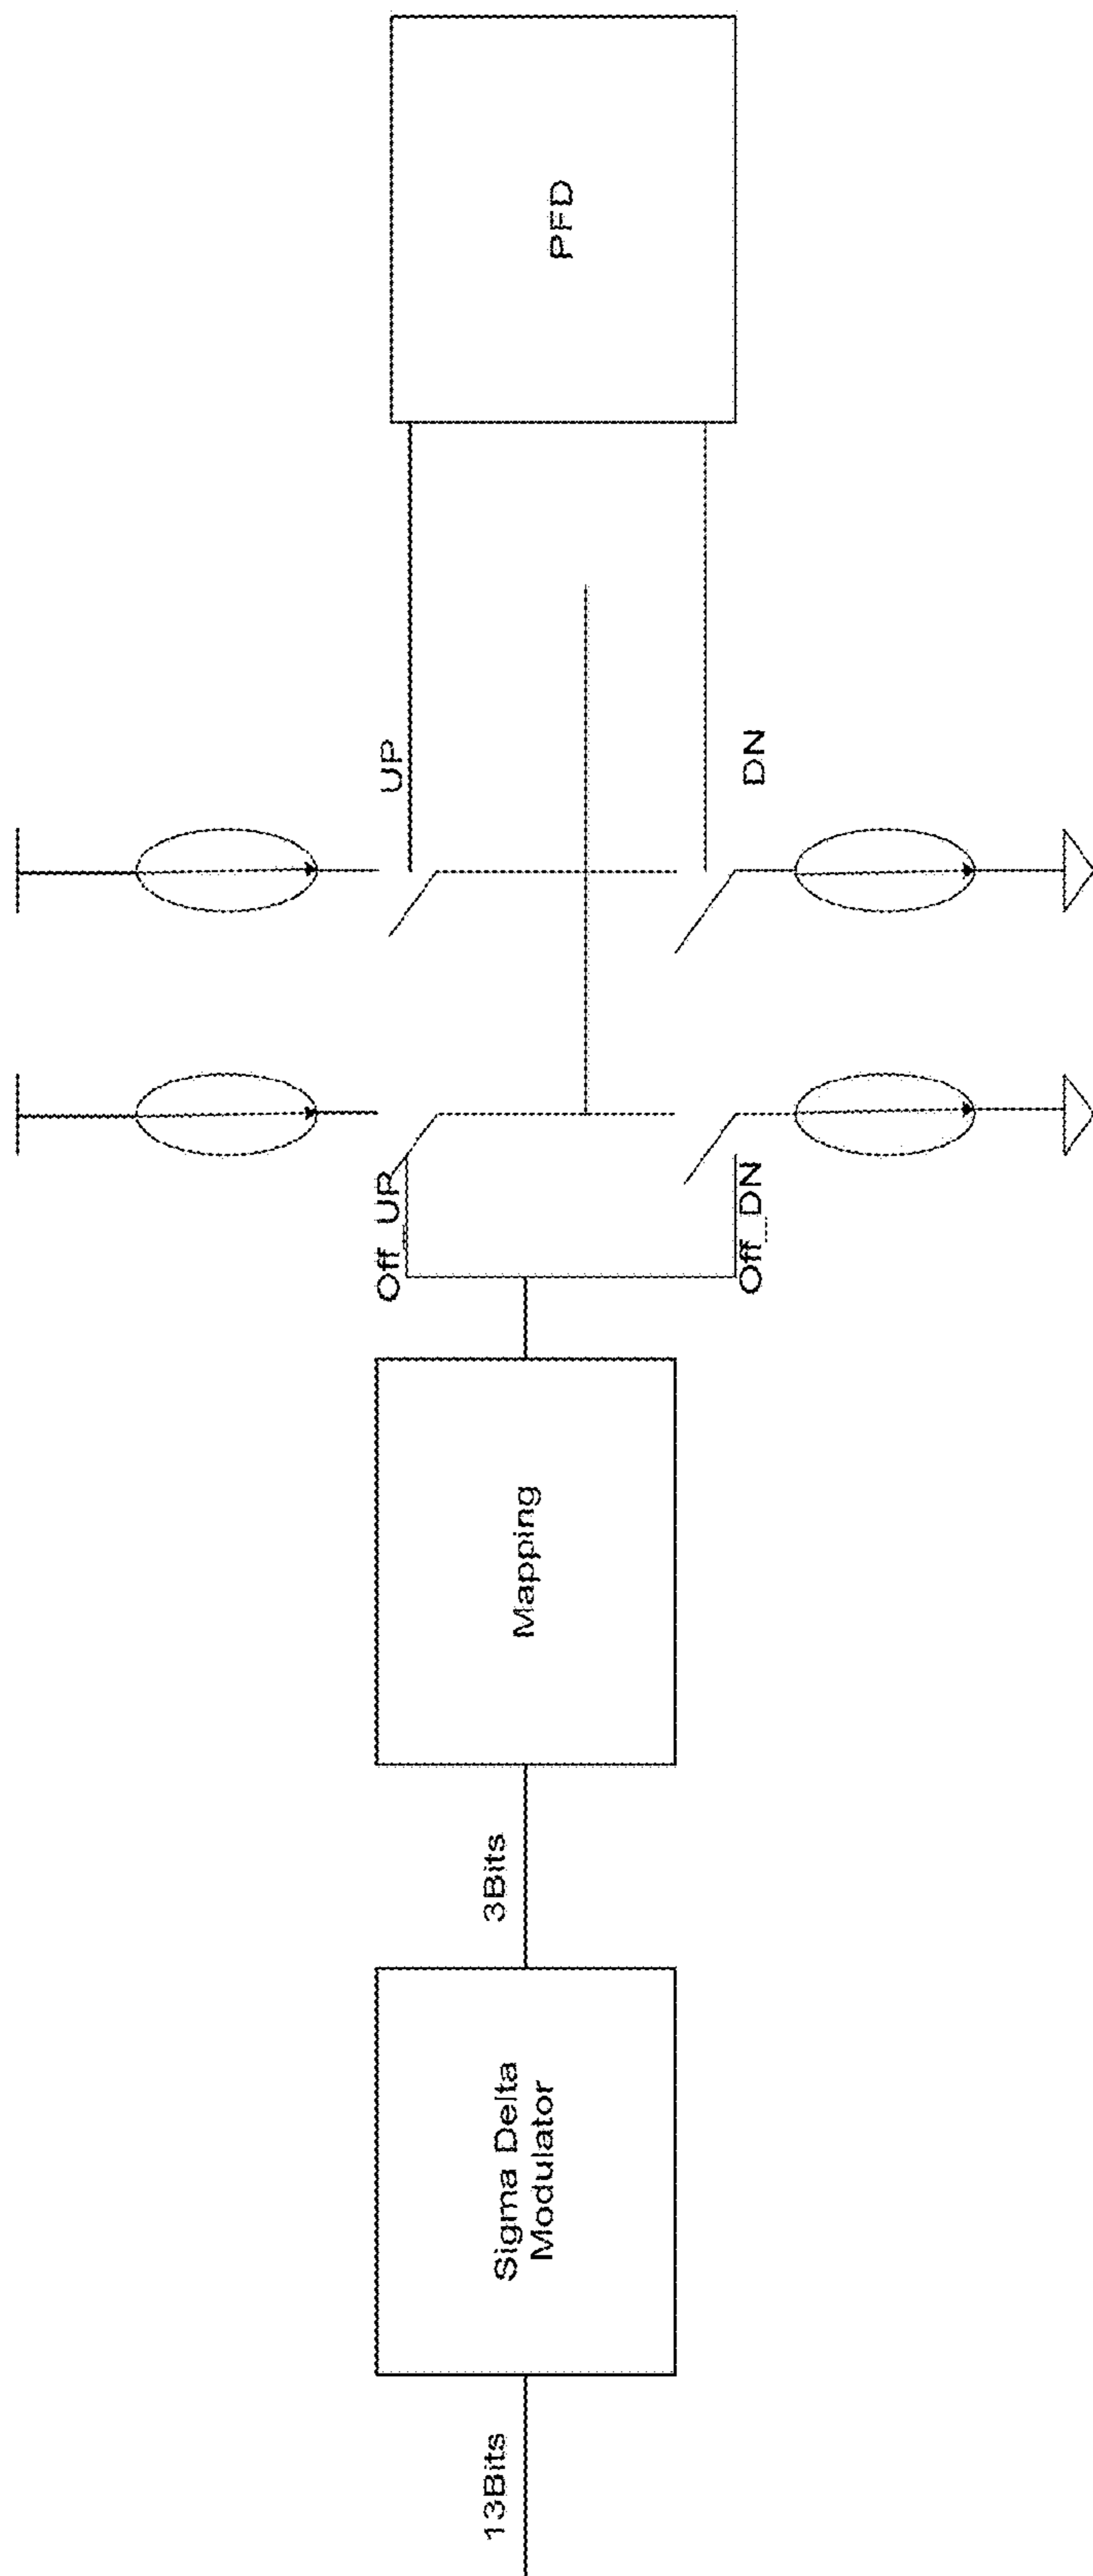 13Bits
Sigma Delta
Modulator
3Bits
Mapping
Off_UP
Off_DN
UP
DN
PFD